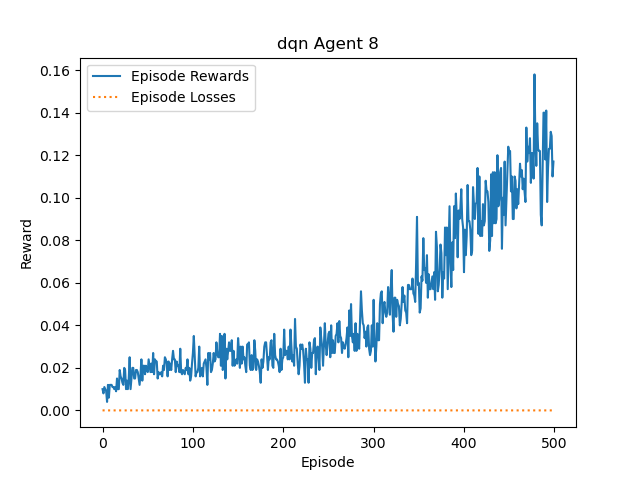 dqn Agent 8
Episode Rewards
Episode Losses
0.16
0.14
0.12
0.10
0.08
0.06
0.04
0.02
0.00
Reward
0 100 200 300 400 500
Episode